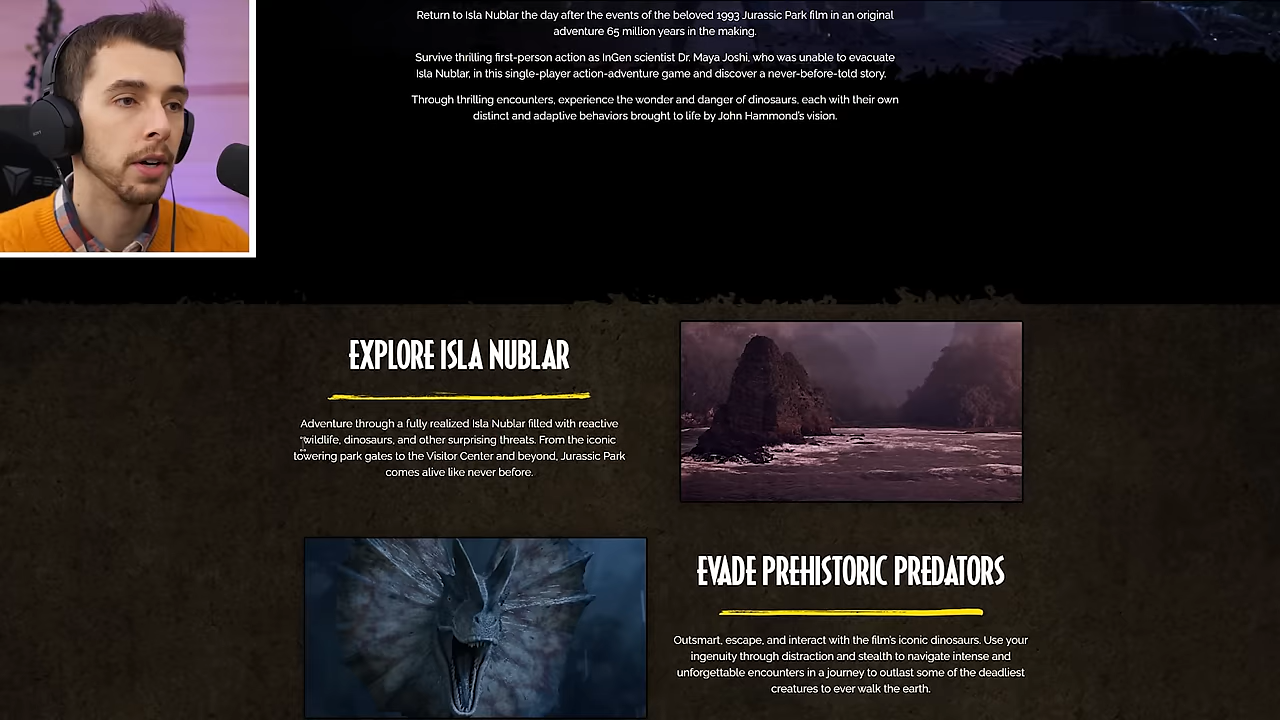 Return to Isla Nublar the day after the events of the beloved 1993 Jurassic Park film in an original
adventure 65 million years in the making.
Survive thrilling first-person action as InGen scientist Dr. Maya Joshi, who was unable to evacuate
Isla Nublar, in this single-player action-adventure game and discover a never-before-told story.
Through thrilling encounters, experience the wonder and danger of dinosaurs, each with their own
distinct and adaptive behaviors brought to life by John Hammond's vision.
EXPLORE ISLA NUBLAR
Adventure through a fully realized Isla Nublar filled with reactive
wildlife, dinosaurs, and other surprising threats. From the iconic
towering park gates to the Visitor Center and beyond, Jurassic Park
comes alive like never before.
EVADE PREHISTORIC PREDATORS
Outsmart, escape, and interact with the film's iconic dinosaurs. Use your
ingenuity through distraction and stealth to navigate intense and
unforgettable encounters in a journey to outlast some of the deadliest
creatures to ever walk the earth.